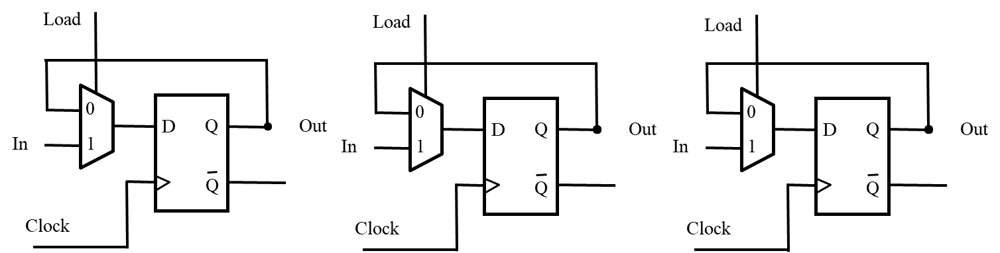 Load Load Load
0 0 0
D Q Out D Q Out D Q Out
In 1 In 1 In 1
Q̅ Q̅ Q̅
Clock Clock Clock